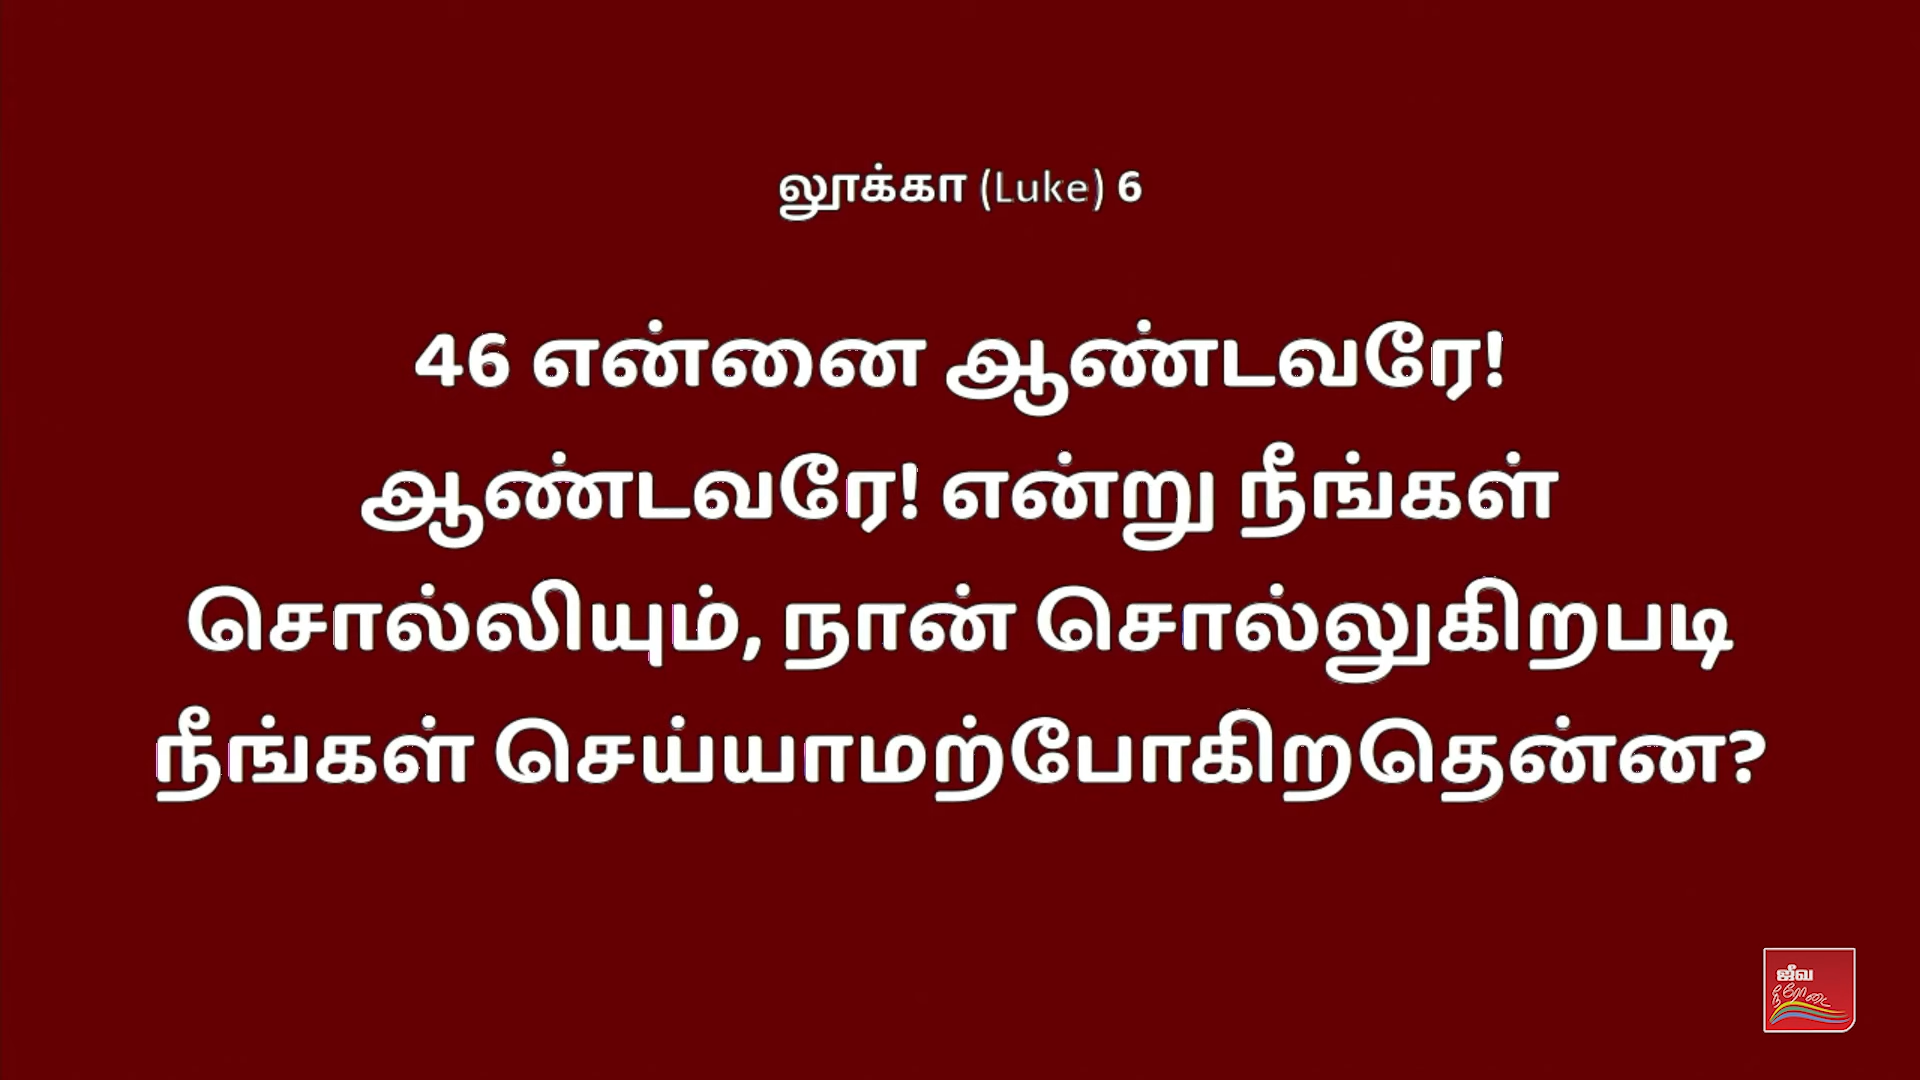 லூக்கா (Luke) 6
46 என்னை ஆண்டவரே!
ஆண்டவரே! என்று நீங்கள்
சொல்லியும், நான் சொல்லுகிறபடி
நீங்கள் செய்யாமற்போகிறதென்ன?
ஜீவ
நீரோடை